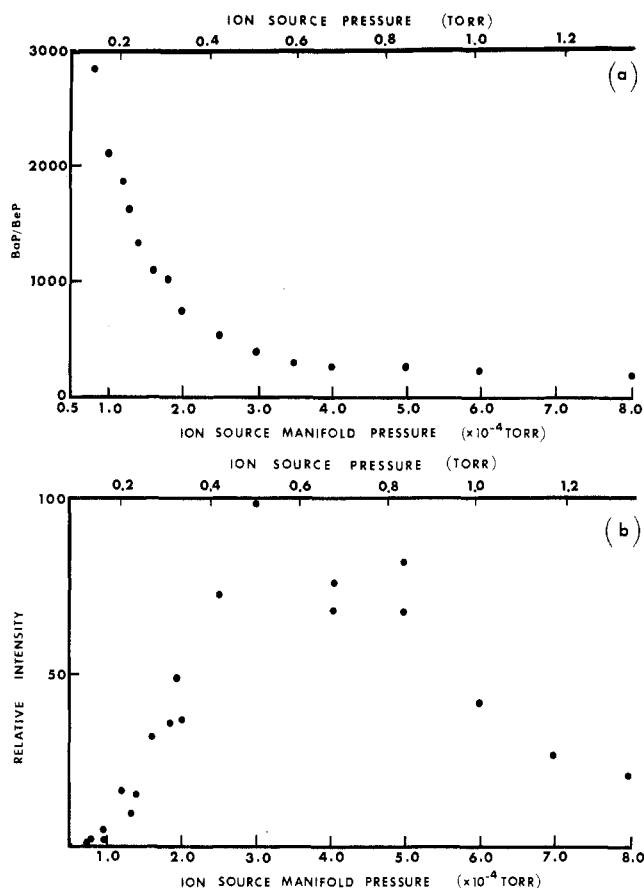 ION SOURCE PRESSURE (TORR)
0.2 0.4 0.6 0.8 1.0 1.2
(a)
3000
2000
1000
0
BaP/BeP
0.5 1.0 2.0 3.0 4.0 5.0 6.0 7.0 8.0
ION SOURCE MANIFOLD PRESSURE (×10⁻⁴ TORR)
ION SOURCE PRESSURE (TORR)
0.2 0.4 0.6 0.8 1.0 1.2
(b)
100
50
RELATIVE INTENSITY
1.0 2.0 3.0 4.0 5.0 6.0 7.0 8.0
ION SOURCE MANIFOLD PRESSURE (×10⁻⁴ TORR)